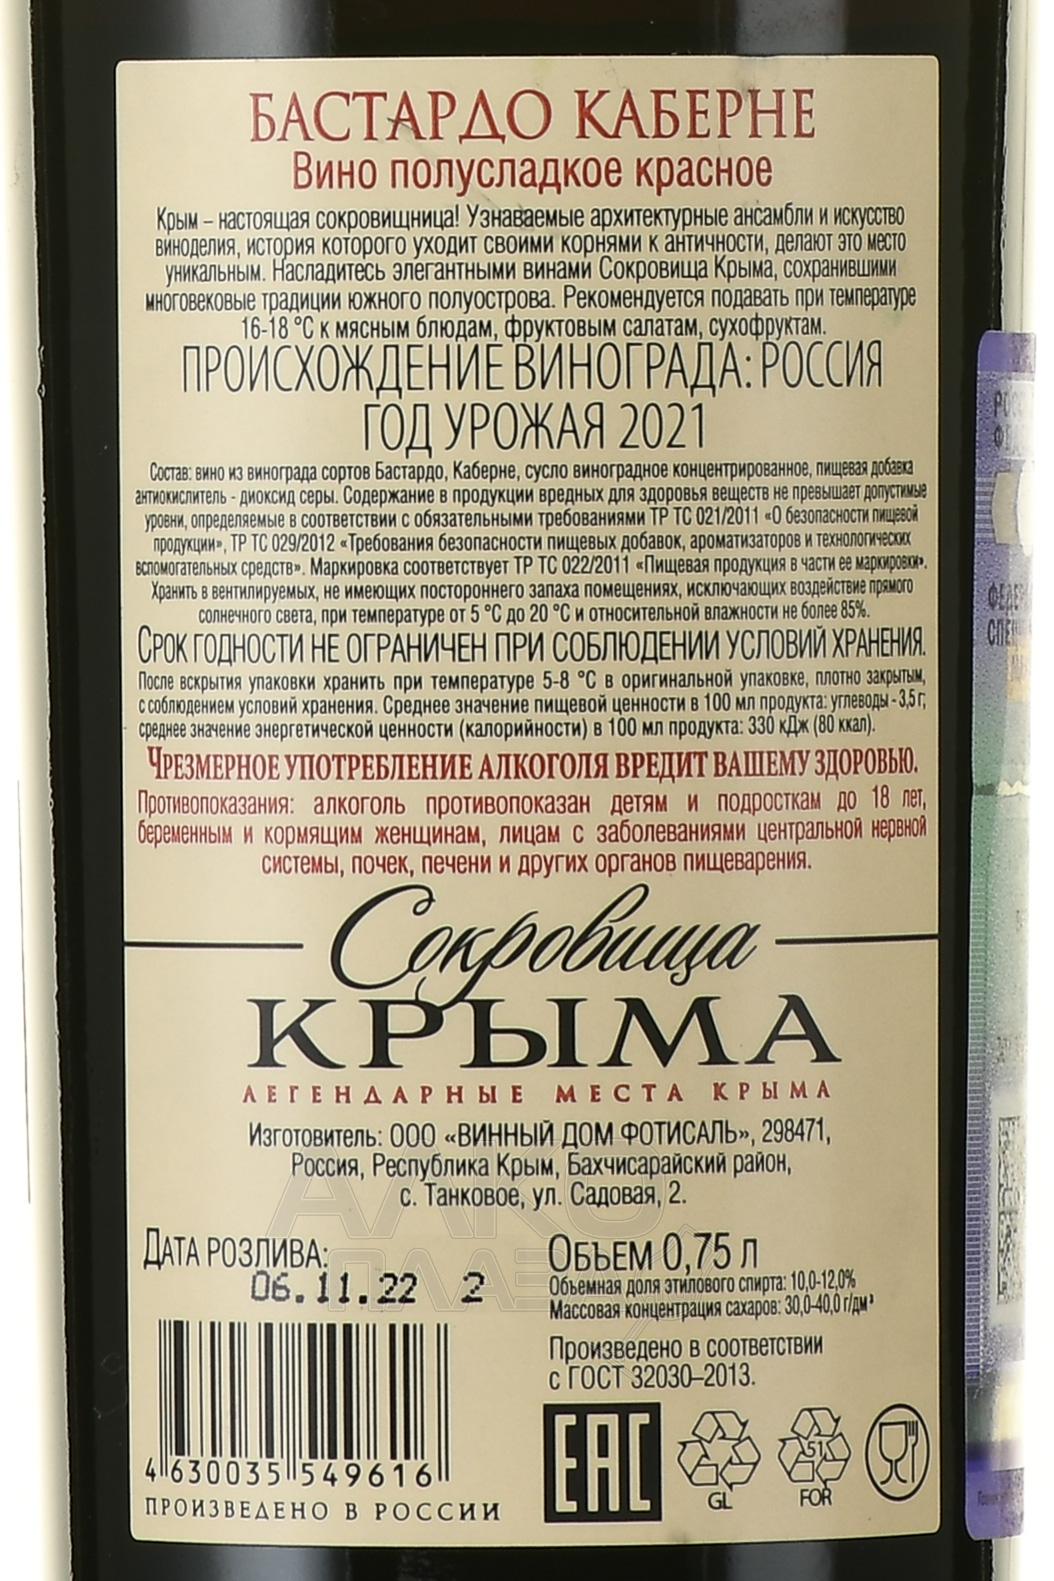 БАСТАРДО КАБЕРНЕ
Вино полусладкое красное
Крым – настоящая сокровищница! Узнаваемые архитектурные ансамбли и искусство
виноделия, история которого уходит своими корнями к античности, делают это место
уникальным. Насладитесь элегантными винами Сокровища Крыма, сохранившими
многовековые традиции южного полуострова. Рекомендуется подавать при температуре
16-18 °С к мясным блюдам, фруктовым салатам, сухофруктам.
ПРОИСХОЖДЕНИЕ ВИНОГРАДА: РОССИЯ
ГОД УРОЖАЯ 2021
Состав: вино из винограда сортов Бастардо, Каберне, сусло виноградное концентрированное, пищевая добавка
антиокислитель - диоксид серы. Содержание в продукции вредных для здоровья веществ не превышает допустимые
уровни, определяемые в соответствии с обязательными требованиями ТР ТС 021/2011 «О безопасности пищевой
продукции», ТР ТС 029/2012 «Требования безопасности пищевых добавок, ароматизаторов и технологических
вспомогательных средств». Маркировка соответствует ТР ТС 022/2011 «Пищевая продукция в части ее маркировки».
Хранить в вентилируемых, не имеющих постороннего запаха помещениях, исключающих воздействие прямого
солнечного света, при температуре от 5 °С до 20 °С и относительной влажности не более 85%.
СРОК ГОДНОСТИ НЕ ОГРАНИЧЕН ПРИ СОБЛЮДЕНИИ УСЛОВИЙ ХРАНЕНИЯ.
После вскрытия упаковки хранить при температуре 5-8 °С в оригинальной упаковке, плотно закрытым,
с соблюдением условий хранения. Среднее значение пищевой ценности в 100 мл продукта: углеводы - 3,5 г,
среднее значение энергетической ценности (калорийности) в 100 мл продукта: 330 кДж (80 ккал).
ЧРЕЗМЕРНОЕ УПОТРЕБЛЕНИЕ АЛКОГОЛЯ ВРЕДИТ ВАШЕМУ ЗДОРОВЬЮ.
Противопоказания: алкоголь противопоказан детям и подросткам до 18 лет,
беременным и кормящим женщинам, лицам с заболеваниями центральной нервной
системы, почек, печени и других органов пищеварения.
Сокровища
КРЫМА
ЛЕГЕНДАРНЫЕ МЕСТА КРЫМА
Изготовитель: ООО «ВИННЫЙ ДОМ ФОТИСАЛЬ», 298471,
Россия, Республика Крым, Бахчисарайский район,
с. Танковое, ул. Садовая, 2.
ДАТА РОЗЛИВА:
06.11.22 2
ОБЪЕМ 0,75 Л
Объемная доля этилового спирта: 10,0-12,0%
Массовая концентрация сахаров: 30,0-40,0 г/дм³
Произведено в соответствии
с ГОСТ 32030–2013.
4 630035 549616
ПРОИЗВЕДЕНО В РОССИИ
EAC
GL
51
FOR
АЛКО
ПЛАЗА